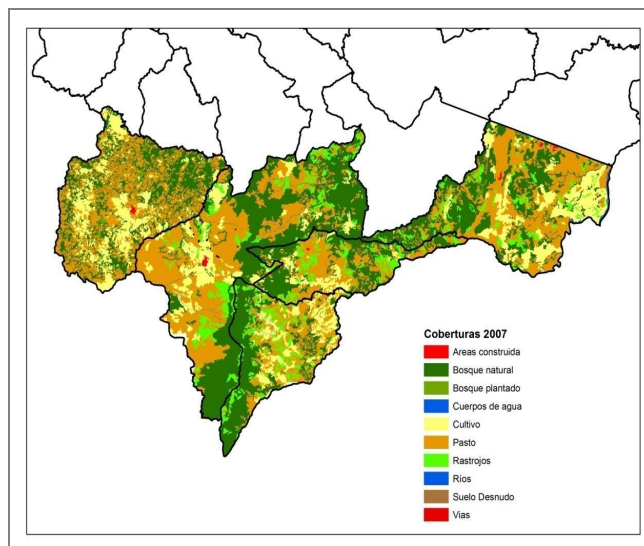 Coberturas 2007
Areas construida
Bosque natural
Bosque plantado
Cuerpos de agua
Cultivo
Pasto
Rastrojos
Ríos
Suelo Desnudo
Vias